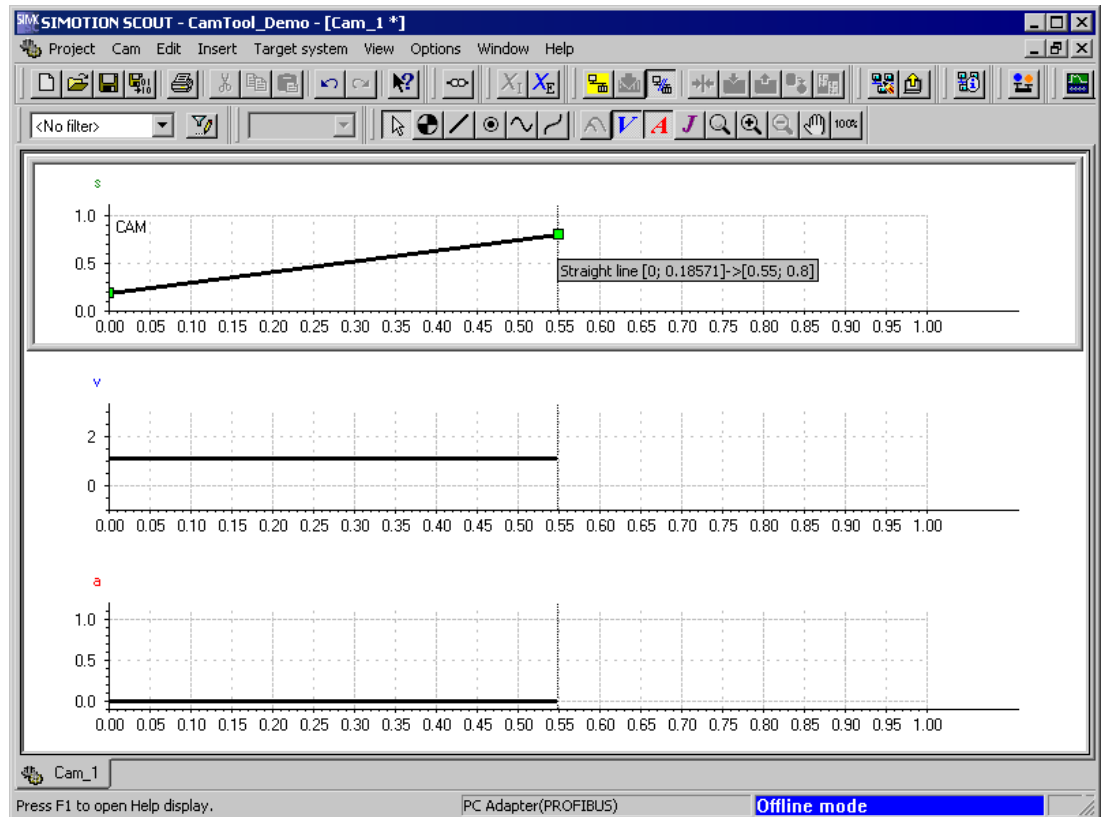 SIMOTION SCOUT - CamTool_Demo - [Cam_1 *]
Project Cam Edit Insert Target system View Options Window Help
X_I X_E
<No filter> V A J 100%
s
1.0
CAM
0.5
Straight line [0; 0.18571]->[0.55; 0.8]
0.0
0.00 0.05 0.10 0.15 0.20 0.25 0.30 0.35 0.40 0.45 0.50 0.55 0.60 0.65 0.70 0.75 0.80 0.85 0.90 0.95 1.00
v
2
0
0.00 0.05 0.10 0.15 0.20 0.25 0.30 0.35 0.40 0.45 0.50 0.55 0.60 0.65 0.70 0.75 0.80 0.85 0.90 0.95 1.00
a
1.0
0.5
0.0
0.00 0.05 0.10 0.15 0.20 0.25 0.30 0.35 0.40 0.45 0.50 0.55 0.60 0.65 0.70 0.75 0.80 0.85 0.90 0.95 1.00
Cam_1
Press F1 to open Help display. PC Adapter(PROFIBUS) Offline mode